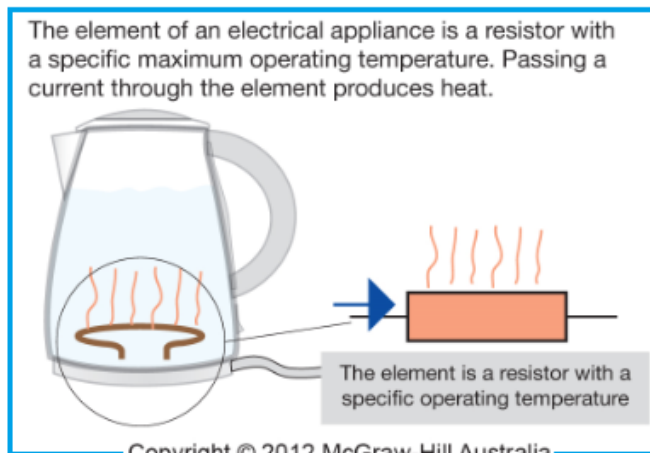 The element of an electrical appliance is a resistor with
a specific maximum operating temperature. Passing a
current through the element produces heat.
The element is a resistor with a
specific operating temperature
Copyright © 2012 McGraw-Hill Australia